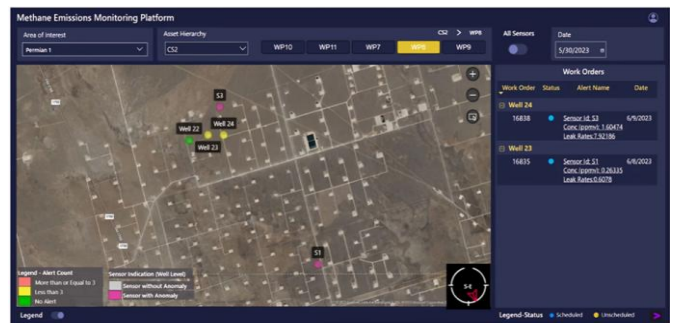 Methane Emissions Monitoring Platform
Area of Interest
Permian 1
Asset Hierarchy
CS2
CS2 > WP8
WP10
WP11
WP7
WP8
WP9
All Sensors
Date
5/30/2023
S3
Well 22
Well 24
Well 23
S1
Legend - Alert Count
More than or Equal to 3
Less than 3
No Alert
Sensor Indication (Well Level)
Sensor without Anomaly
Sensor with Anomaly
S-E
Legend
Work Orders
Work Order Status Alert Name Date
Well 24
16838 Sensor Id: S3 6/9/2023
Conc (ppmv): 1.60474
Leak Rates:7.92186
Well 23
16835 Sensor Id: S1 6/8/2023
Conc (ppmv): 0.26335
Leak Rates:0.6078
Legend-Status Scheduled Unscheduled